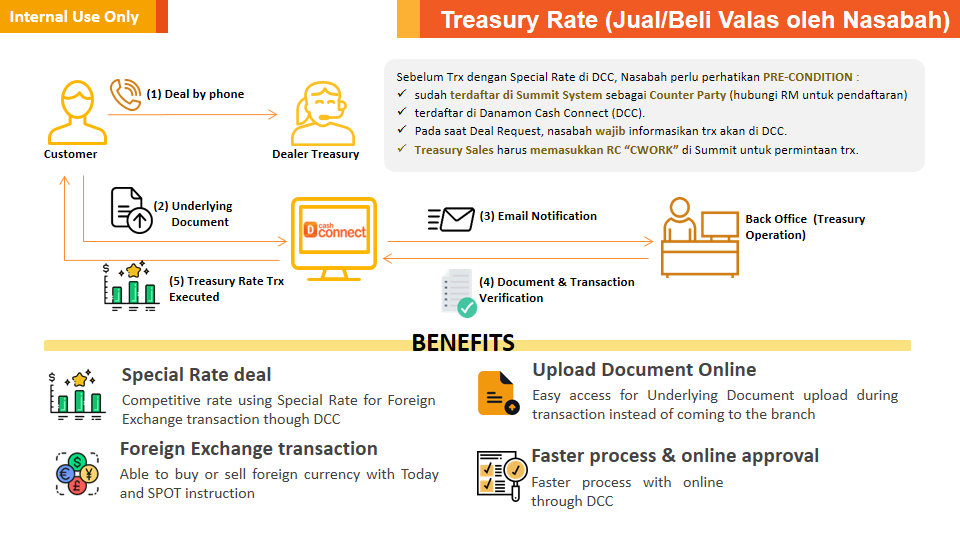 Internal Use Only
Treasury Rate (Jual/Beli Valas oleh Nasabah)
Sebelum Trx dengan Special Rate di DCC, Nasabah perlu perhatikan PRE-CONDITION :
✓ sudah terdaftar di Summit System sebagai Counter Party (hubungi RM untuk pendaftaran)
✓ terdaftar di Danamon Cash Connect (DCC).
✓ Pada saat Deal Request, nasabah wajib informasikan trx akan di DCC.
✓ Treasury Sales harus memasukkan RC “CWORK” di Summit untuk permintaan trx.
(1) Deal by phone
Customer
Dealer Treasury
(2) Underlying
Document
D cash
connect
(3) Email Notification
Back Office (Treasury
Operation)
$
(5) Treasury Rate Trx
Executed
(4) Document & Transaction
Verification
BENEFITS
$
Special Rate deal
Competitive rate using Special Rate for Foreign
Exchange transaction though DCC
Upload Document Online
Easy access for Underlying Document upload during
transaction instead of coming to the branch
€ $ ¥ £
Foreign Exchange transaction
Able to buy or sell foreign currency with Today
and SPOT instruction
Faster process & online approval
Faster process with online
through DCC